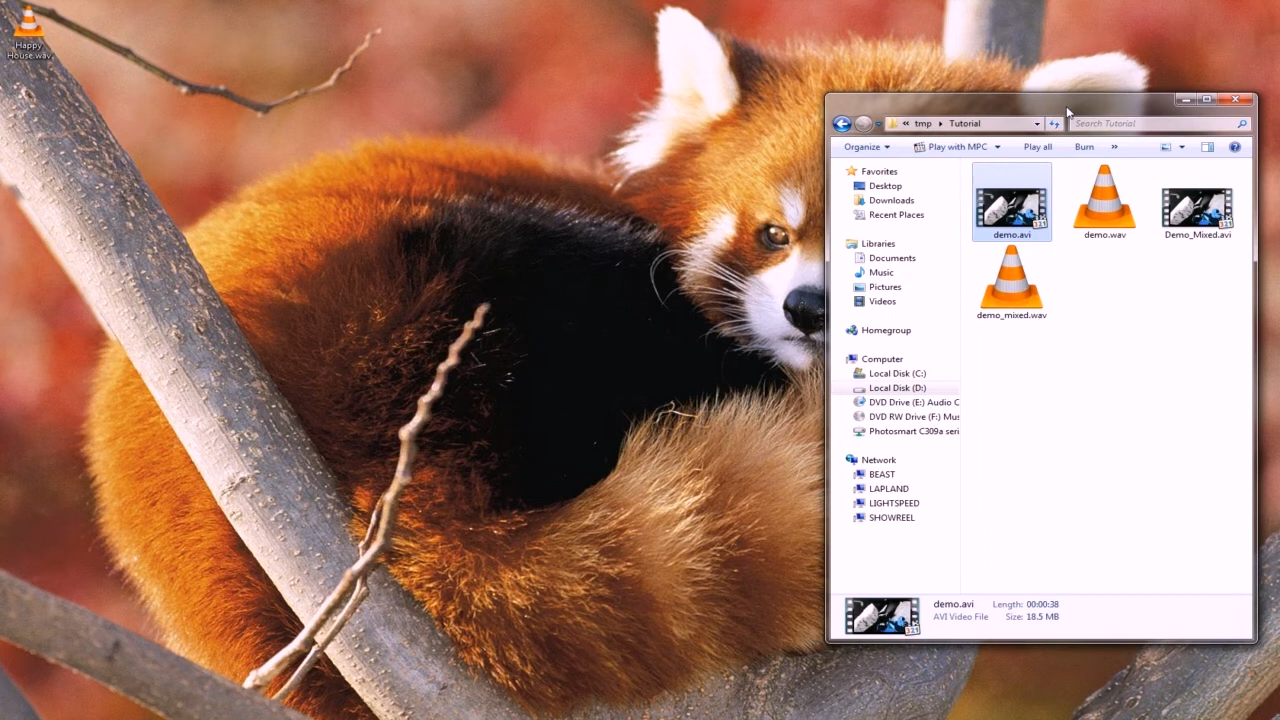 Happy
House.wav
« tmp ▸ Tutorial
Search Tutorial
Organize
Play with MPC
Play all
Burn
»
Favorites
Desktop
Downloads
Recent Places
Libraries
Documents
Music
Pictures
Videos
Homegroup
Computer
Local Disk (C:)
Local Disk (D:)
DVD Drive (E:) Audio C
DVD RW Drive (F:) Mus
Photosmart C309a seri
Network
BEAST
LAPLAND
LIGHTSPEED
SHOWREEL
demo.avi
demo.wav
Demo_Mixed.avi
demo_mixed.wav
demo.avi Length: 00:00:38
AVI Video File Size: 18.5 MB